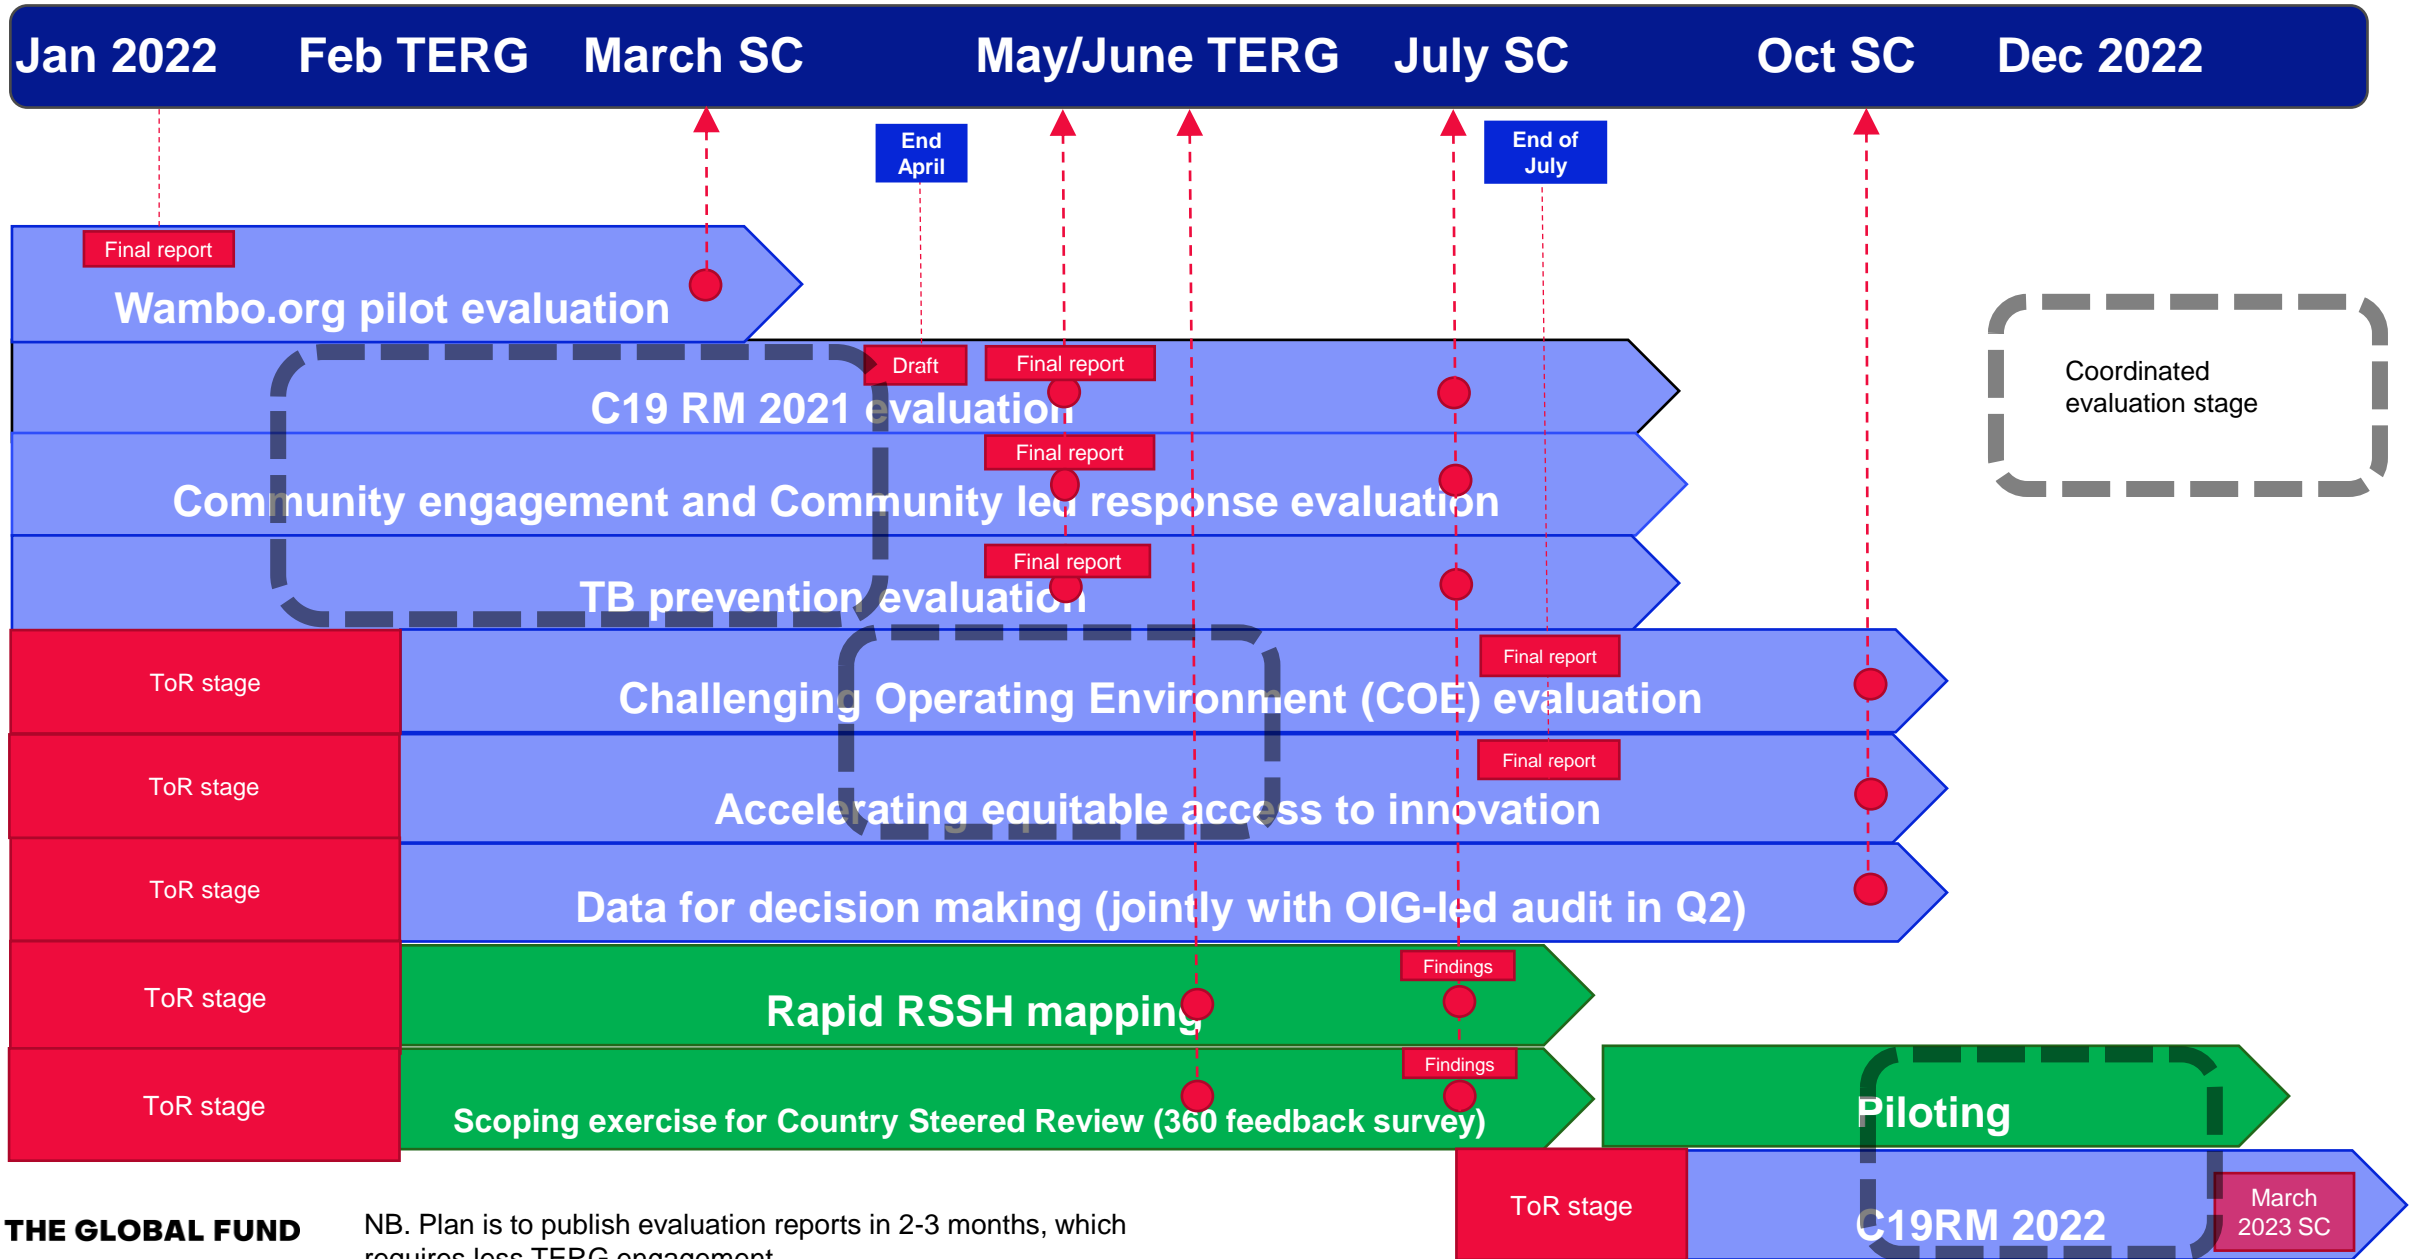 Jan 2022 Feb TERG March SC May/June TERG July SC Oct SC Dec 2022
End
April
End of
July
Final report
Wambo.org pilot evaluation
Draft
Final report
C19 RM 2021 evaluation
Coordinated
evaluation stage
Final report
Community engagement and Community led response evaluation
Final report
TB prevention evaluation
ToR stage
Final report
Challenging Operating Environment (COE) evaluation
ToR stage
Final report
Accelerating equitable access to innovation
ToR stage
Data for decision making (jointly with OIG-led audit in Q2)
ToR stage
Findings
Rapid RSSH mapping
ToR stage
Findings
Scoping exercise for Country Steered Review (360 feedback survey)
Piloting
ToR stage
C19RM 2022
March
2023 SC
THE GLOBAL FUND
NB. Plan is to publish evaluation reports in 2-3 months, which
requires less TERG engagement